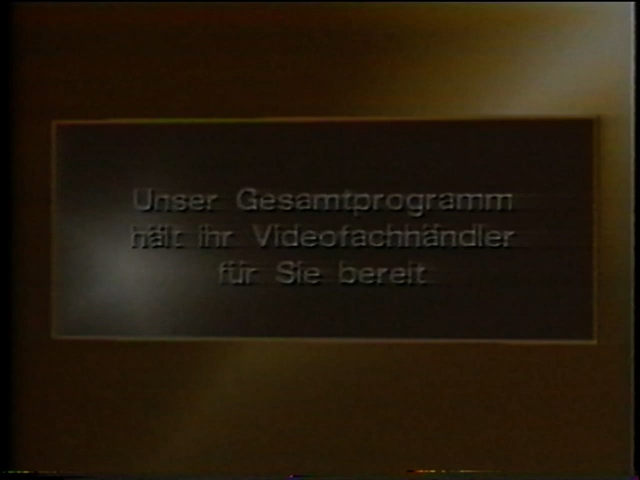 Unser Gesamtprogramm
hält ihr Videofachhändler
für Sie bereit